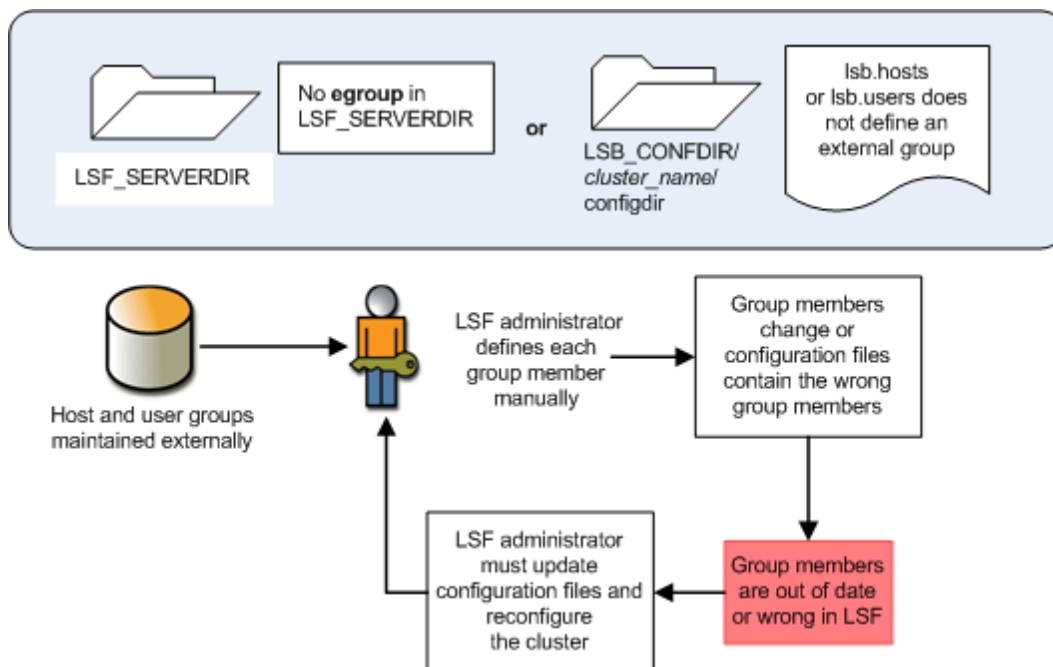 LSF_SERVERDIR
No egroup in
LSF_SERVERDIR
or
LSB_CONFDIR/
cluster_name/
configdir
lsb.hosts
or lsb.users does
not define an
external group
Host and user groups
maintained externally
LSF administrator
defines each
group member
manually
Group members
change or
configuration files
contain the wrong
group members
Group members
are out of date
or wrong in LSF
LSF administrator
must update
configuration files and
reconfigure
the cluster